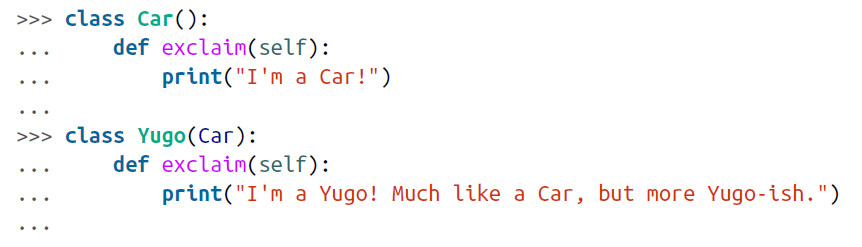 >>> class Car():
...     def exclaim(self):
...         print("I'm a Car!")
...
>>> class Yugo(Car):
...     def exclaim(self):
...         print("I'm a Yugo! Much like a Car, but more Yugo-ish.")
...